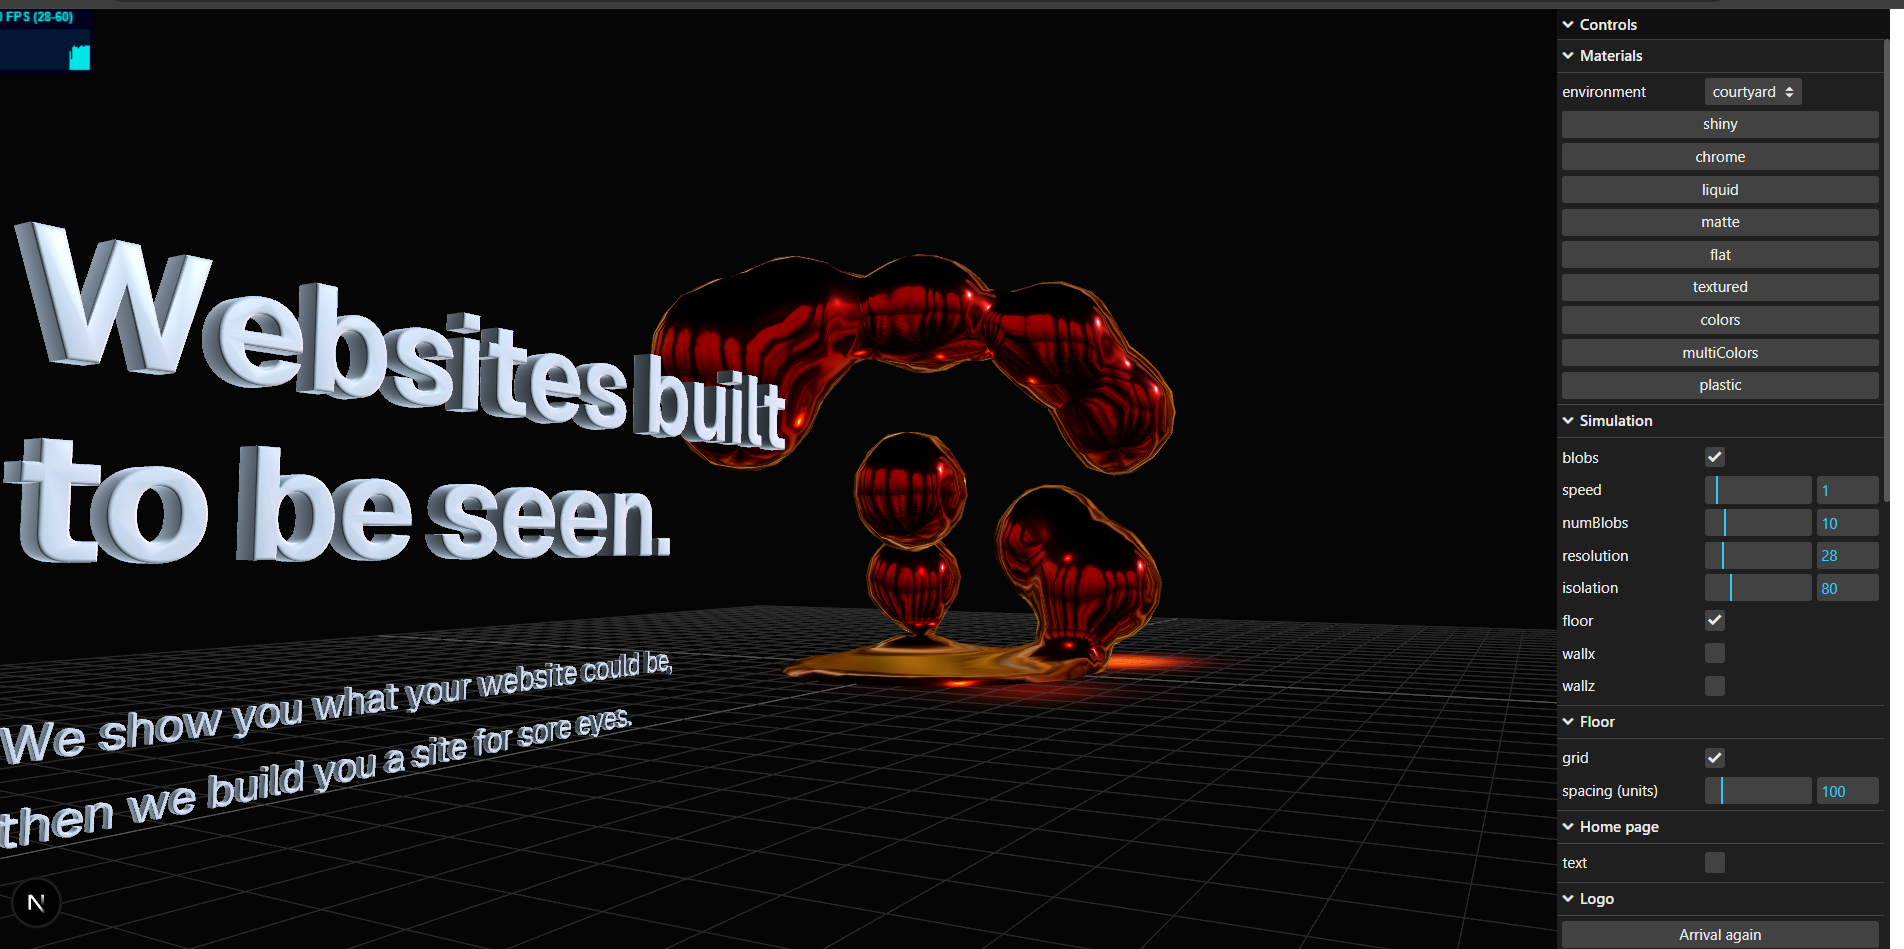 FPS (28-60)
Websites built
to be seen.
We show you what your website could be,
then we build you a site for sore eyes.
N
Controls
Materials
environment courtyard
shiny
chrome
liquid
matte
flat
textured
colors
multiColors
plastic
Simulation
blobs
speed 1
numBlobs 10
resolution 28
isolation 80
floor
wallx
wallz
Floor
grid
spacing (units) 100
Home page
text
Logo
Arrival again